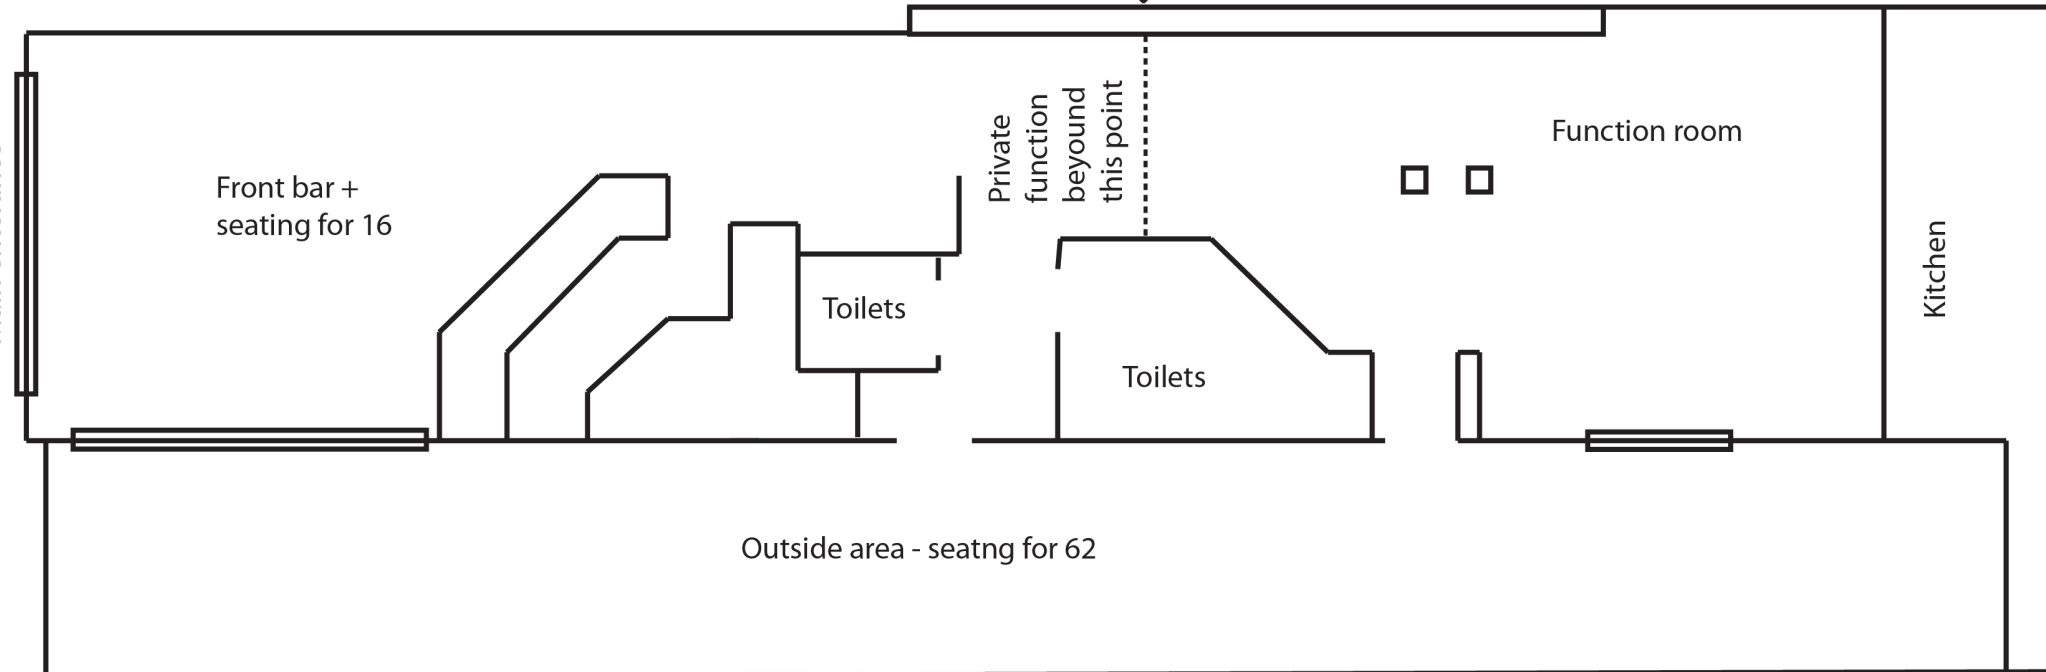 Front bar +
seating for 16
Toilets
Private
function
beyound
this point
Toilets
Function room
Kitchen
Outside area - seatng for 62